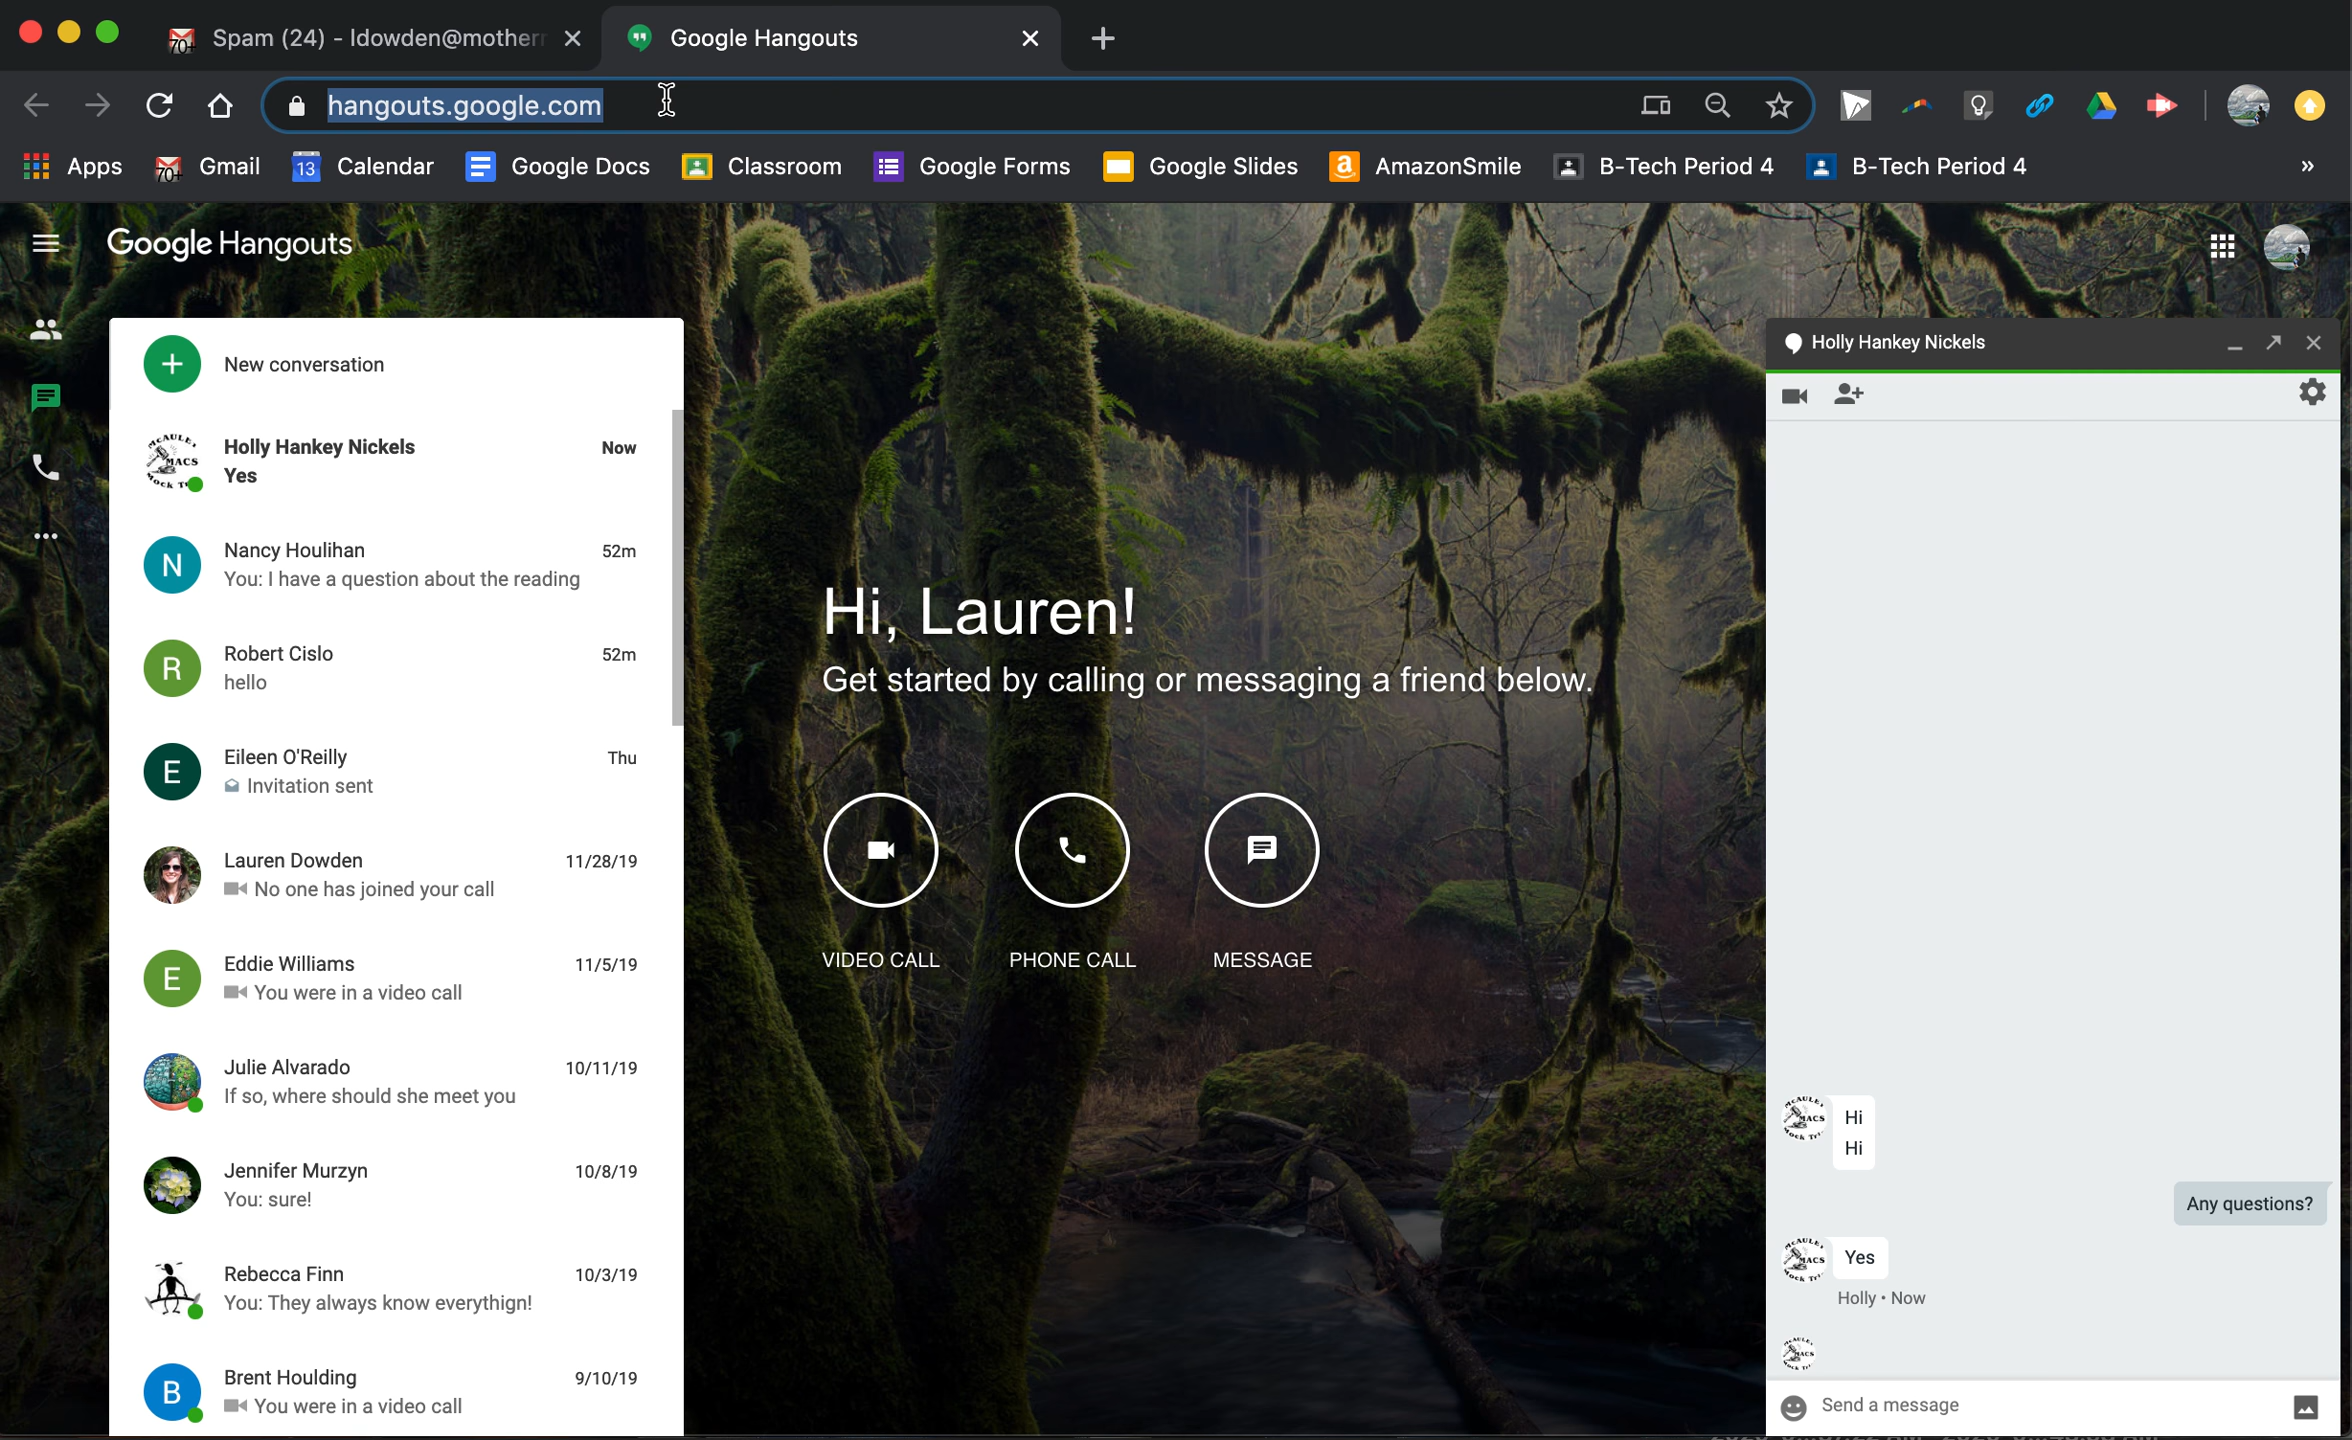 Spam (24) - ldowden@mother
Google Hangouts
hangouts.google.com
Apps
70+ Gmail
13 Calendar
Google Docs
Classroom
Google Forms
Google Slides
AmazonSmile
B-Tech Period 4
B-Tech Period 4
»
Google Hangouts
New conversation
Holly Hankey Nickels Now
Yes
N Nancy Houlihan 52m
You: I have a question about the reading
R Robert Cislo 52m
hello
E Eileen O'Reilly Thu
Invitation sent
Lauren Dowden 11/28/19
No one has joined your call
E Eddie Williams 11/5/19
You were in a video call
Julie Alvarado 10/11/19
If so, where should she meet you
Jennifer Murzyn 10/8/19
You: sure!
Rebecca Finn 10/3/19
You: They always know everythign!
B Brent Houlding 9/10/19
You were in a video call
Hi, Lauren!
Get started by calling or messaging a friend below.
VIDEO CALL
PHONE CALL
MESSAGE
Holly Hankey Nickels
Hi
Hi
Any questions?
Yes
Holly • Now
Send a message